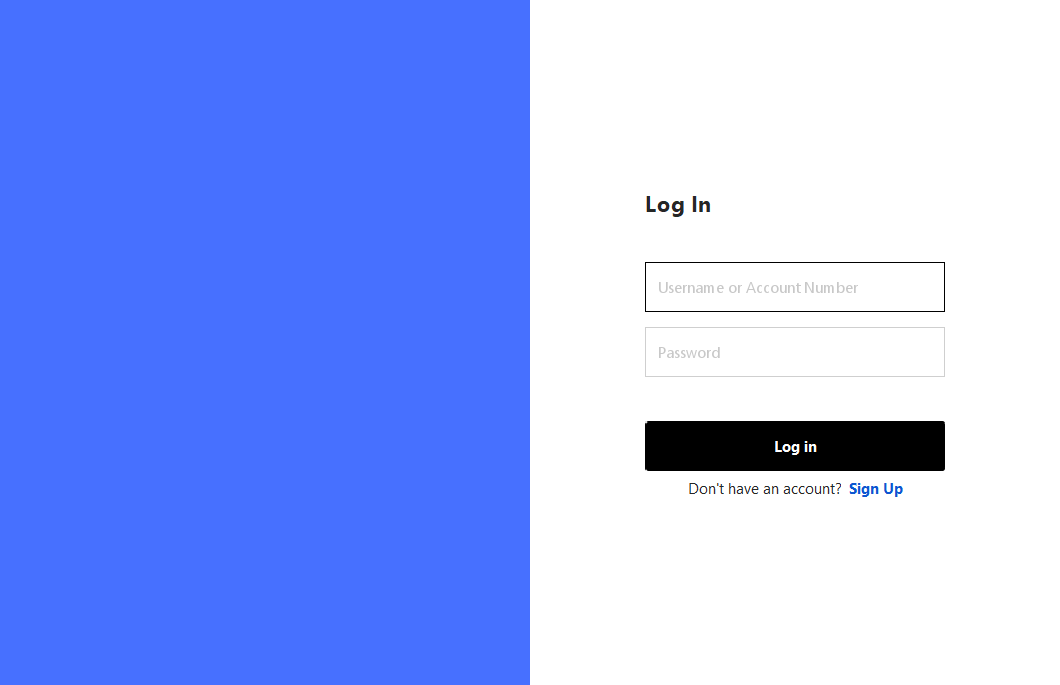 Log In
Username or Account Number
Password
Log in
Don't have an account? Sign Up